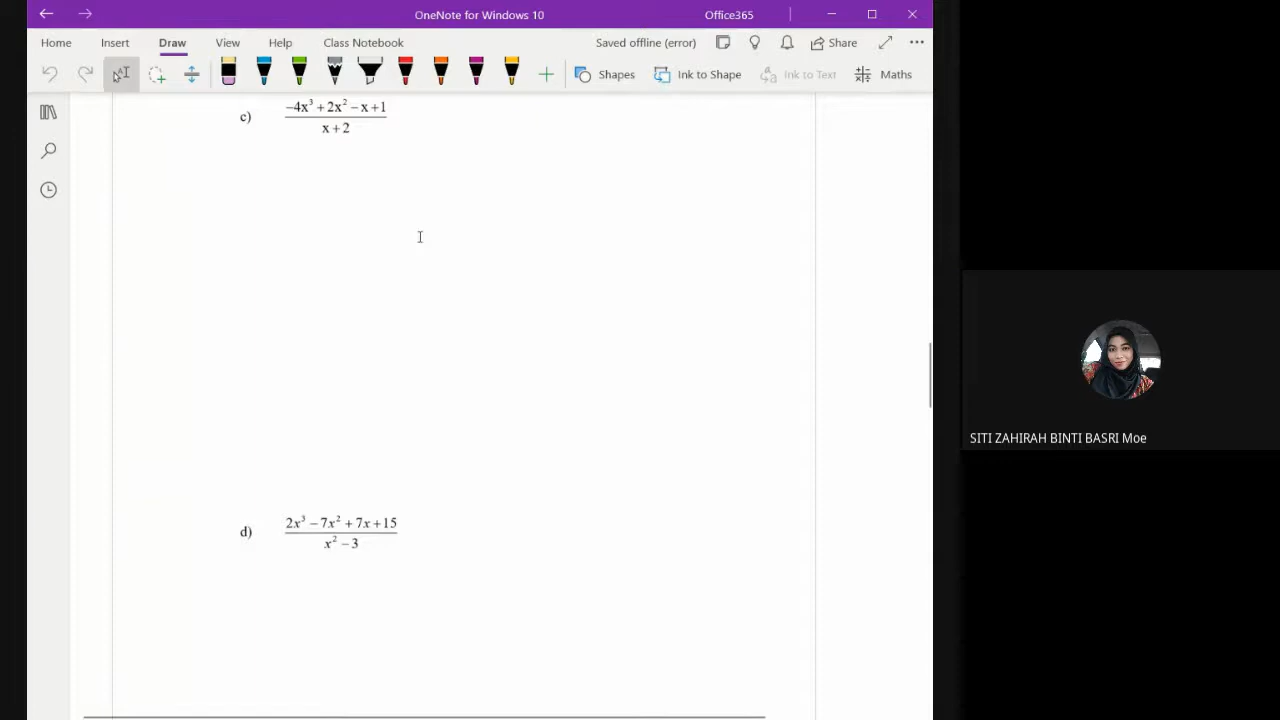 OneNote for Windows 10
Office365
Home Insert Draw View Help Class Notebook
Saved offline (error)
Share
Shapes
Ink to Shape
Ink to Text
Maths
c) −4x³ + 2x² − x + 1
x + 2
d) 2x³ − 7x² + 7x + 15
x² − 3
SITI ZAHIRAH BINTI BASRI Moe